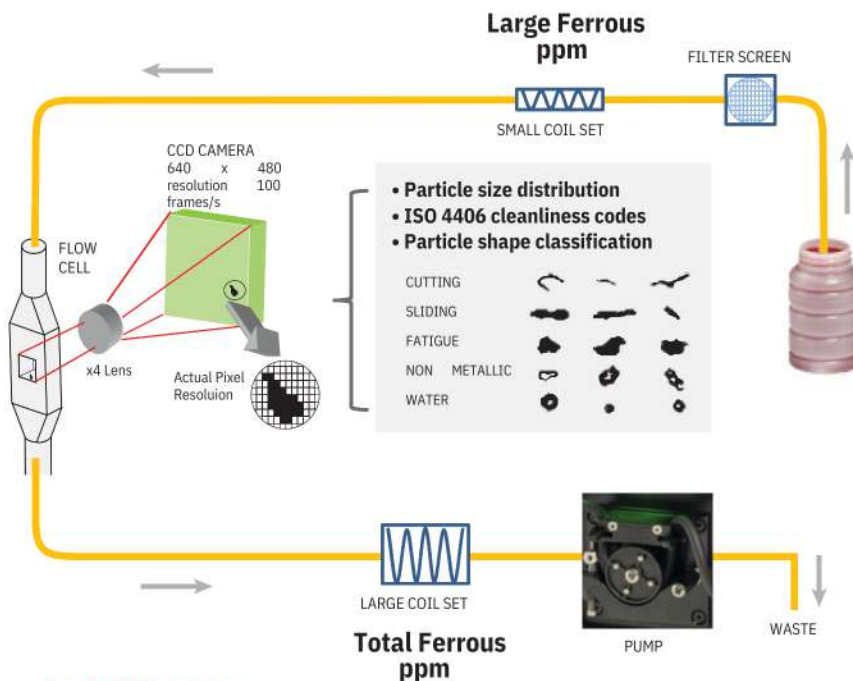 Large Ferrous
ppm
FILTER SCREEN
SMALL COIL SET
CCD CAMERA
640 x 480
resolution 100
frames/s
• Particle size distribution
• ISO 4406 cleanliness codes
• Particle shape classification
FLOW
CELL
CUTTING
SLIDING
FATIGUE
NON METALLIC
WATER
x4 Lens
Actual Pixel
Resoluion
LARGE COIL SET
Total Ferrous
ppm
PUMP
WASTE